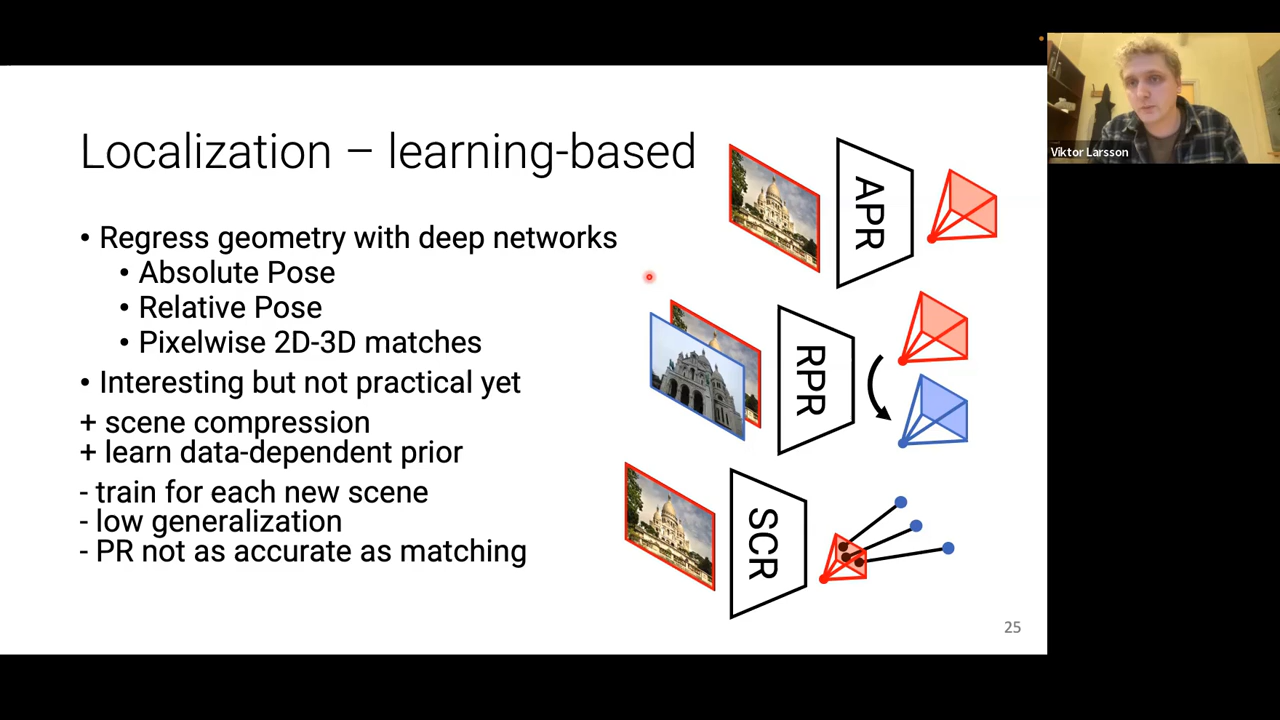 Localization – learning-based
• Regress geometry with deep networks
• Absolute Pose
• Relative Pose
• Pixelwise 2D-3D matches
• Interesting but not practical yet
+ scene compression
+ learn data-dependent prior
- train for each new scene
- low generalization
- PR not as accurate as matching
APR
RPR
SCR
25
Viktor Larsson